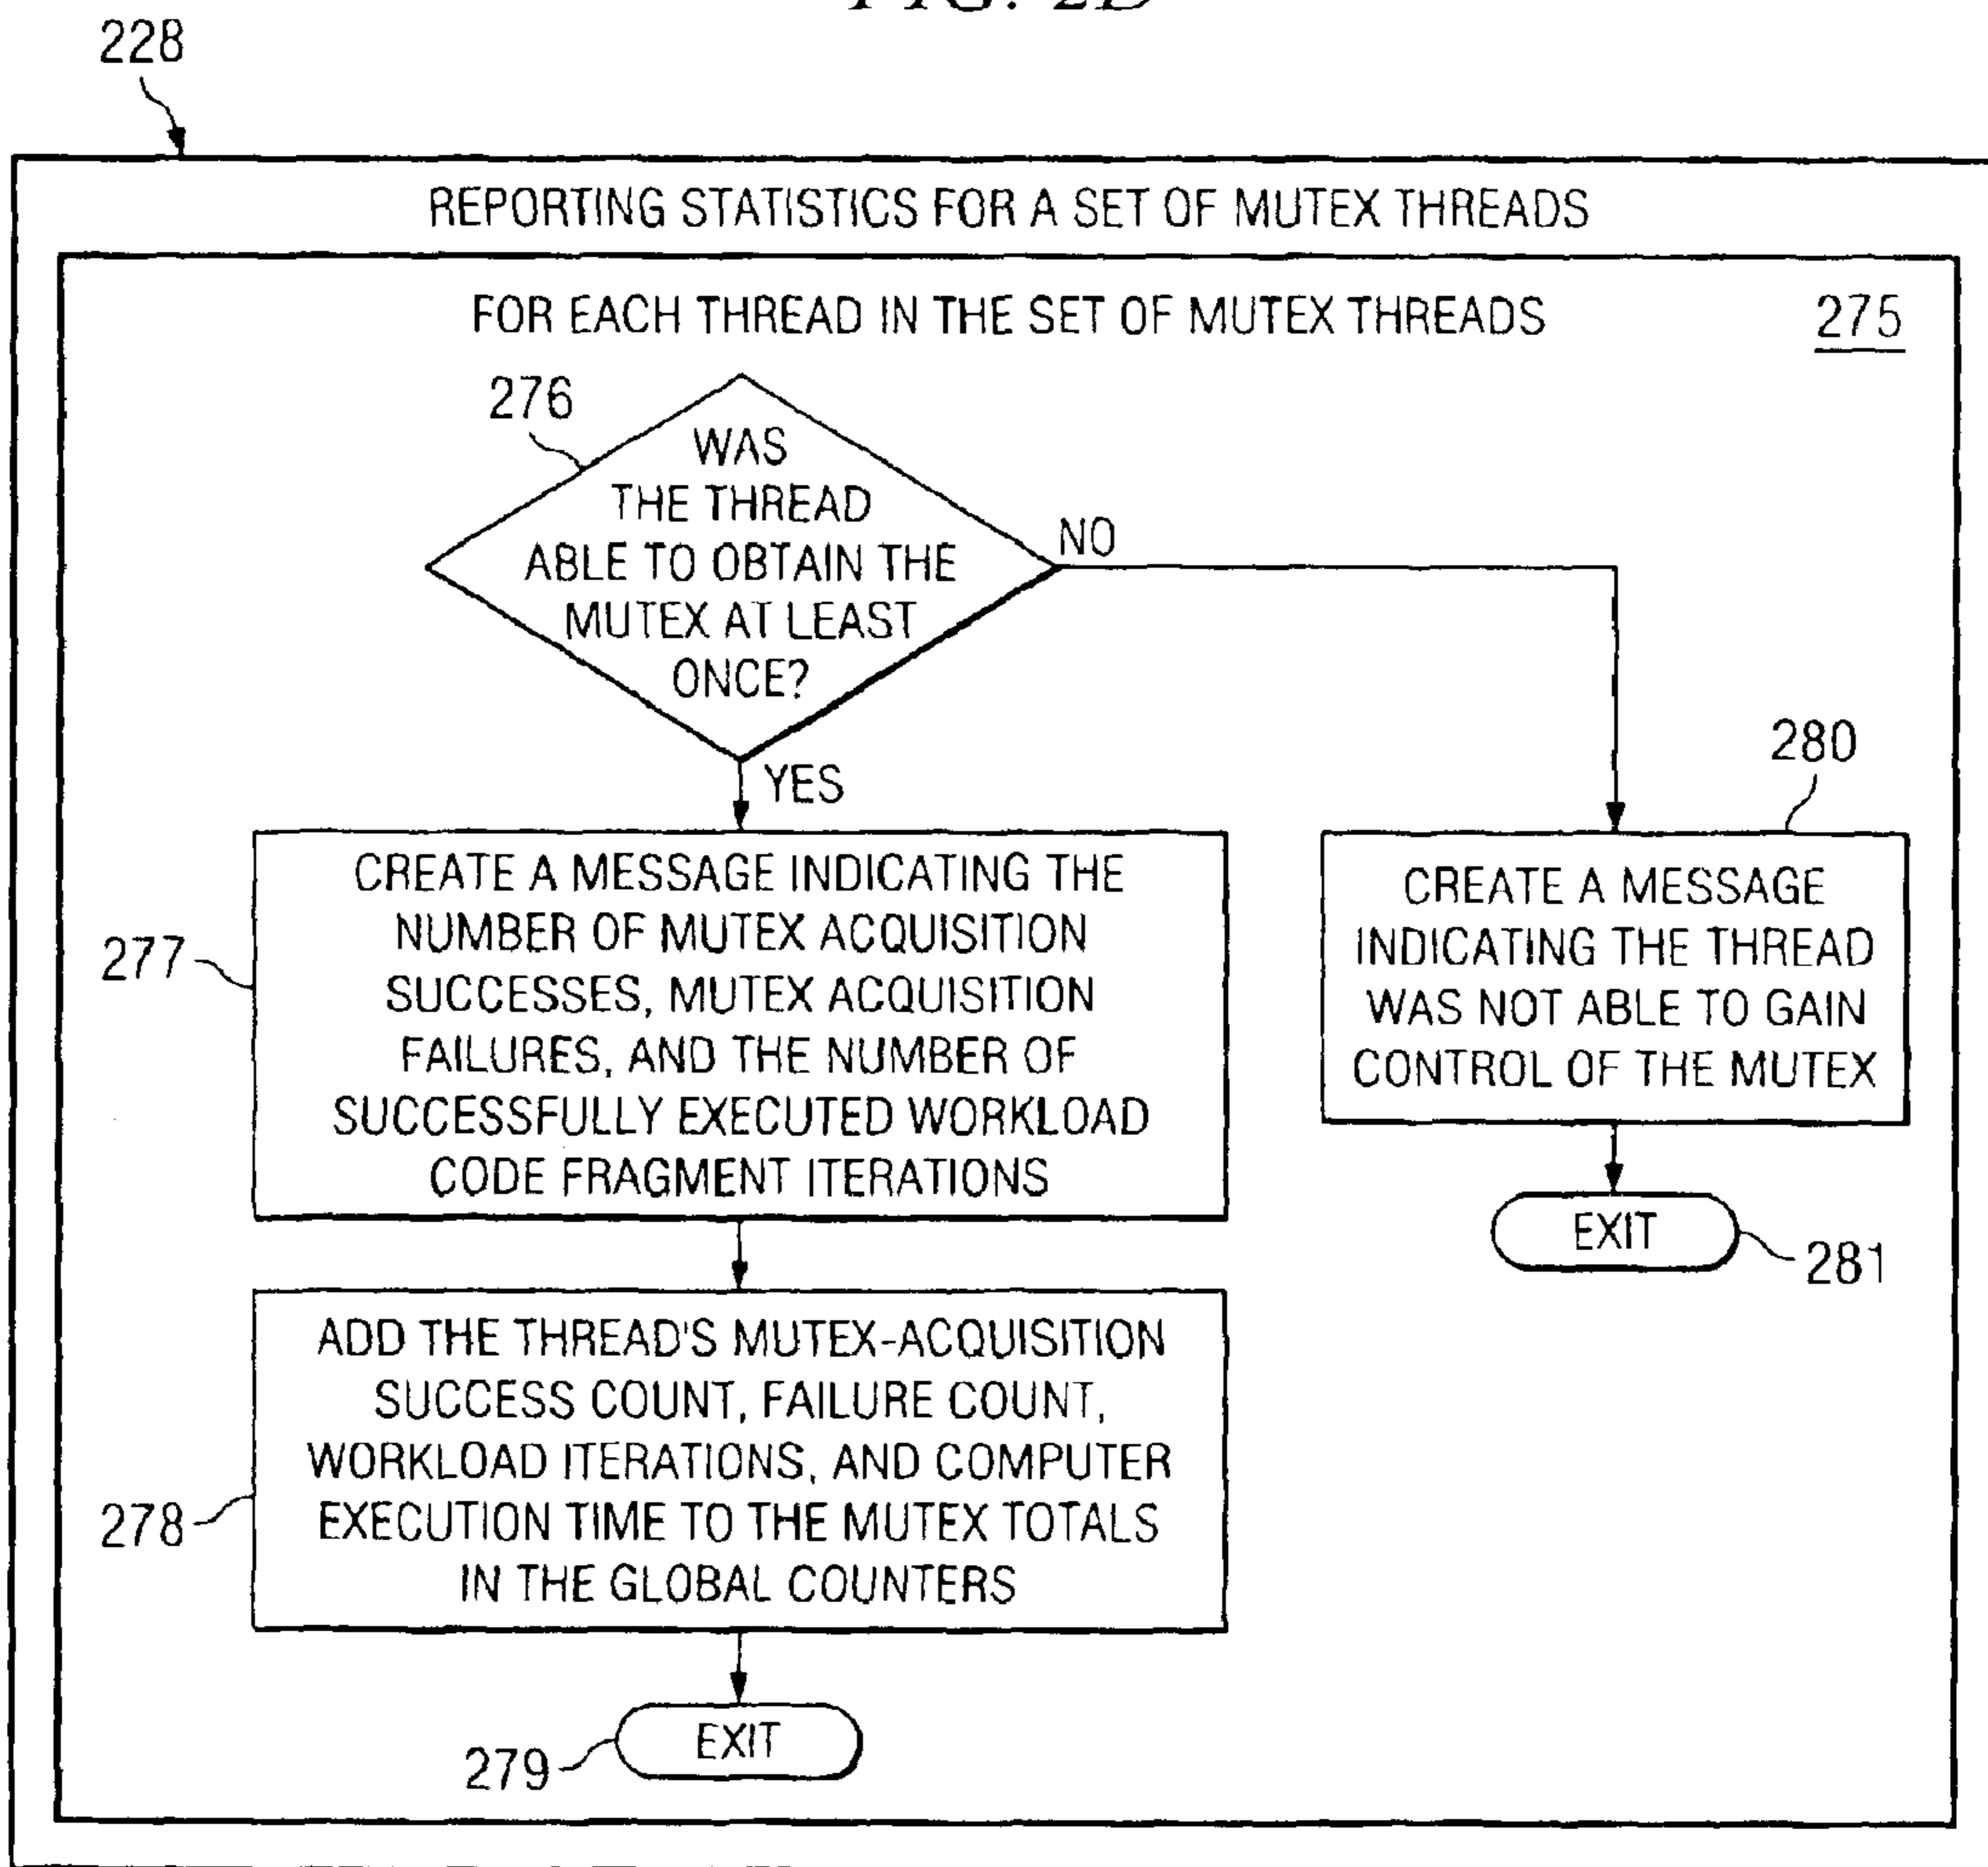 FIG. 2D
228
REPORTING STATISTICS FOR A SET OF MUTEX THREADS
FOR EACH THREAD IN THE SET OF MUTEX THREADS
275
276
WAS
THE THREAD
ABLE TO OBTAIN THE
MUTEX AT LEAST
ONCE?
NO
YES
280
277
CREATE A MESSAGE INDICATING THE
NUMBER OF MUTEX ACQUISITION
SUCCESSES, MUTEX ACQUISITION
FAILURES, AND THE NUMBER OF
SUCCESSFULLY EXECUTED WORKLOAD
CODE FRAGMENT ITERATIONS
CREATE A MESSAGE
INDICATING THE THREAD
WAS NOT ABLE TO GAIN
CONTROL OF THE MUTEX
EXIT
281
278
ADD THE THREAD'S MUTEX-ACQUISITION
SUCCESS COUNT, FAILURE COUNT,
WORKLOAD ITERATIONS, AND COMPUTER
EXECUTION TIME TO THE MUTEX TOTALS
IN THE GLOBAL COUNTERS
EXIT
279